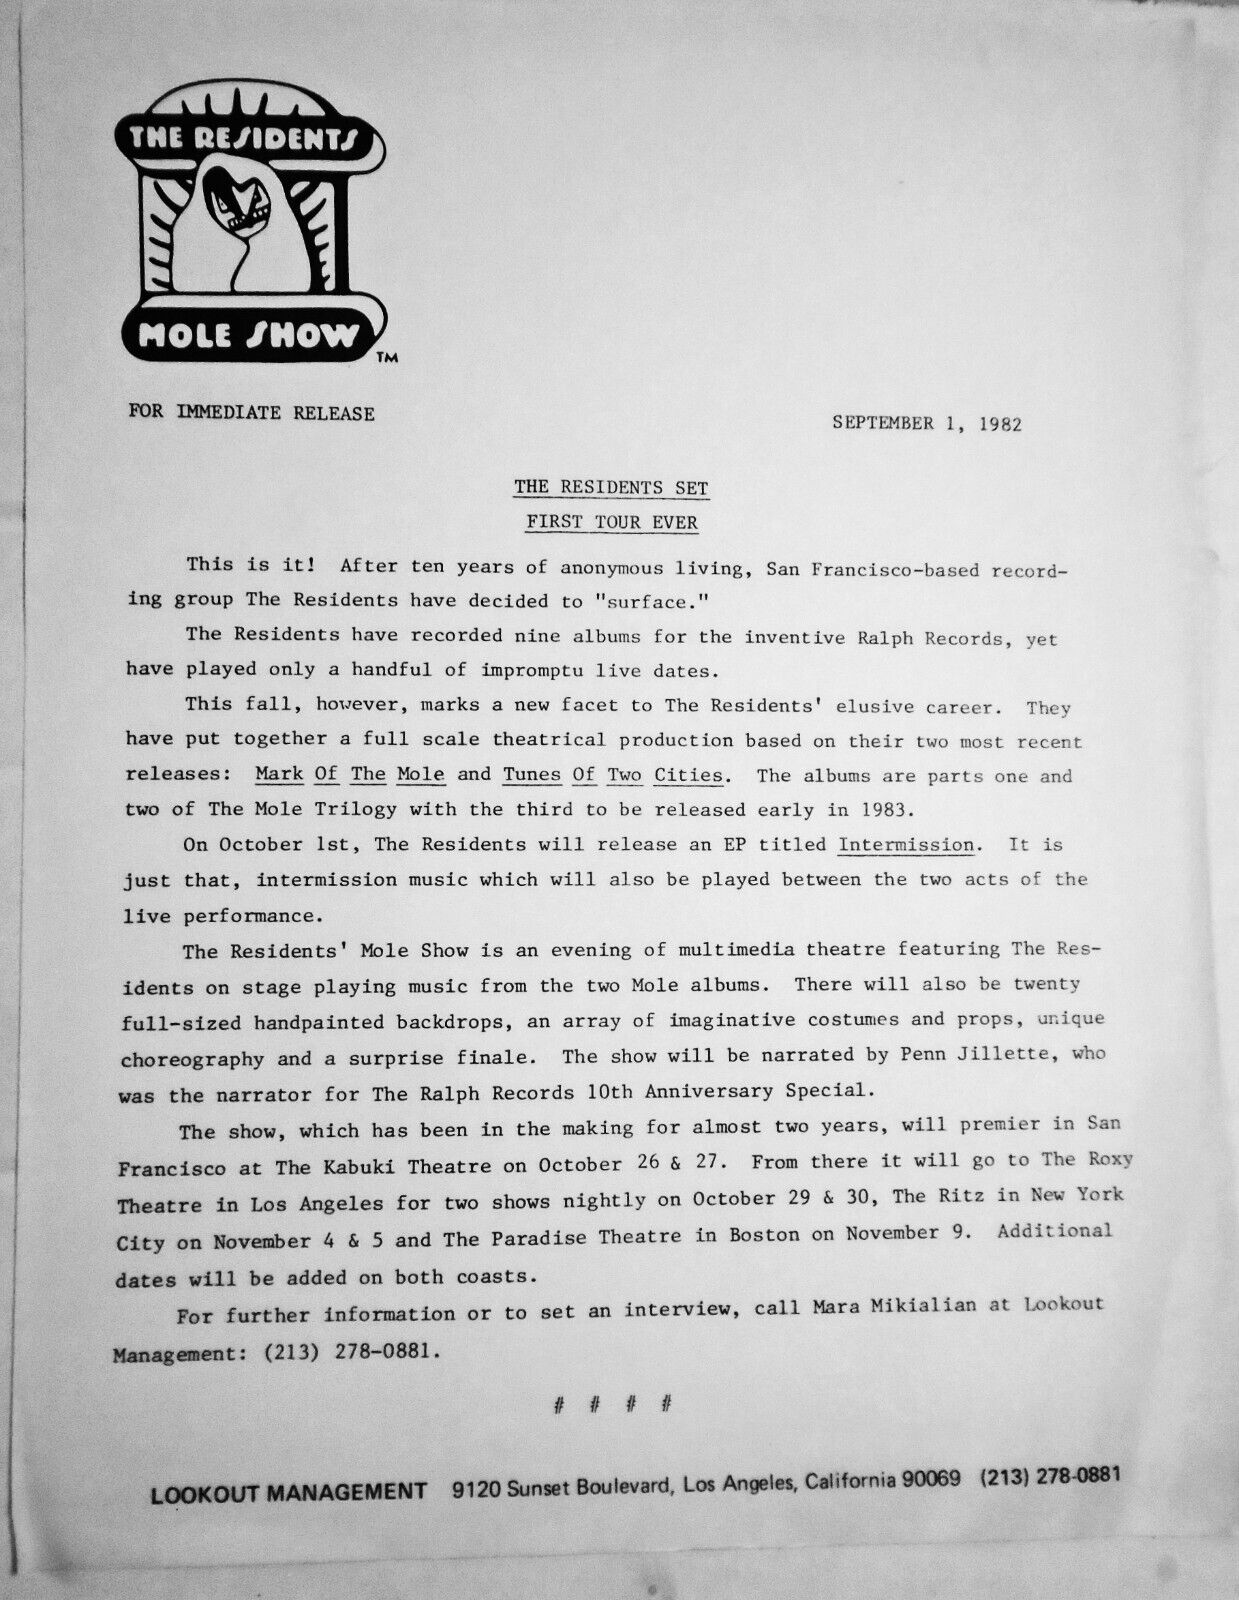 THE RESIDENTS
MOLE SHOW
TM
FOR IMMEDIATE RELEASE
SEPTEMBER 1, 1982
THE RESIDENTS SET
FIRST TOUR EVER
This is it! After ten years of anonymous living, San Francisco-based record-
ing group The Residents have decided to "surface."
The Residents have recorded nine albums for the inventive Ralph Records, yet
have played only a handful of impromptu live dates.
This fall, however, marks a new facet to The Residents' elusive career. They
have put together a full scale theatrical production based on their two most recent
releases: Mark Of The Mole and Tunes Of Two Cities. The albums are parts one and
two of The Mole Trilogy with the third to be released early in 1983.
On October 1st, The Residents will release an EP titled Intermission. It is
just that, intermission music which will also be played between the two acts of the
live performance.
The Residents' Mole Show is an evening of multimedia theatre featuring The Res-
idents on stage playing music from the two Mole albums. There will also be twenty
full-sized handpainted backdrops, an array of imaginative costumes and props, unique
choreography and a surprise finale. The show will be narrated by Penn Jillette, who
was the narrator for The Ralph Records 10th Anniversary Special.
The show, which has been in the making for almost two years, will premier in San
Francisco at The Kabuki Theatre on October 26 & 27. From there it will go to The Roxy
Theatre in Los Angeles for two shows nightly on October 29 & 30, The Ritz in New York
City on November 4 & 5 and The Paradise Theatre in Boston on November 9. Additional
dates will be added on both coasts.
For further information or to set an interview, call Mara Mikialian at Lookout
Management: (213) 278-0881.
# # # #
LOOKOUT MANAGEMENT 9120 Sunset Boulevard, Los Angeles, California 90069 (213) 278-0881